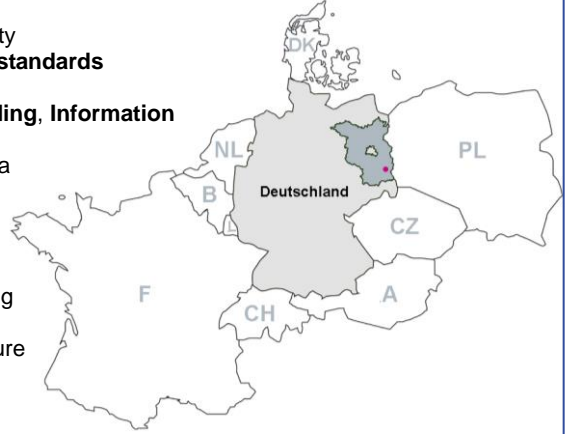 ty
standards
ling, Information
a
g
ure
DK
NL
PL
B
Deutschland
L
CZ
F
A
CH